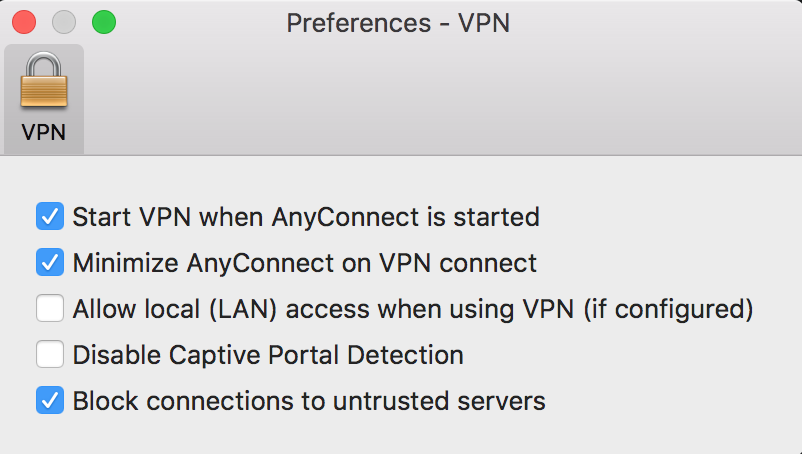 Preferences - VPN
VPN
Start VPN when AnyConnect is started
Minimize AnyConnect on VPN connect
Allow local (LAN) access when using VPN (if configured)
Disable Captive Portal Detection
Block connections to untrusted servers